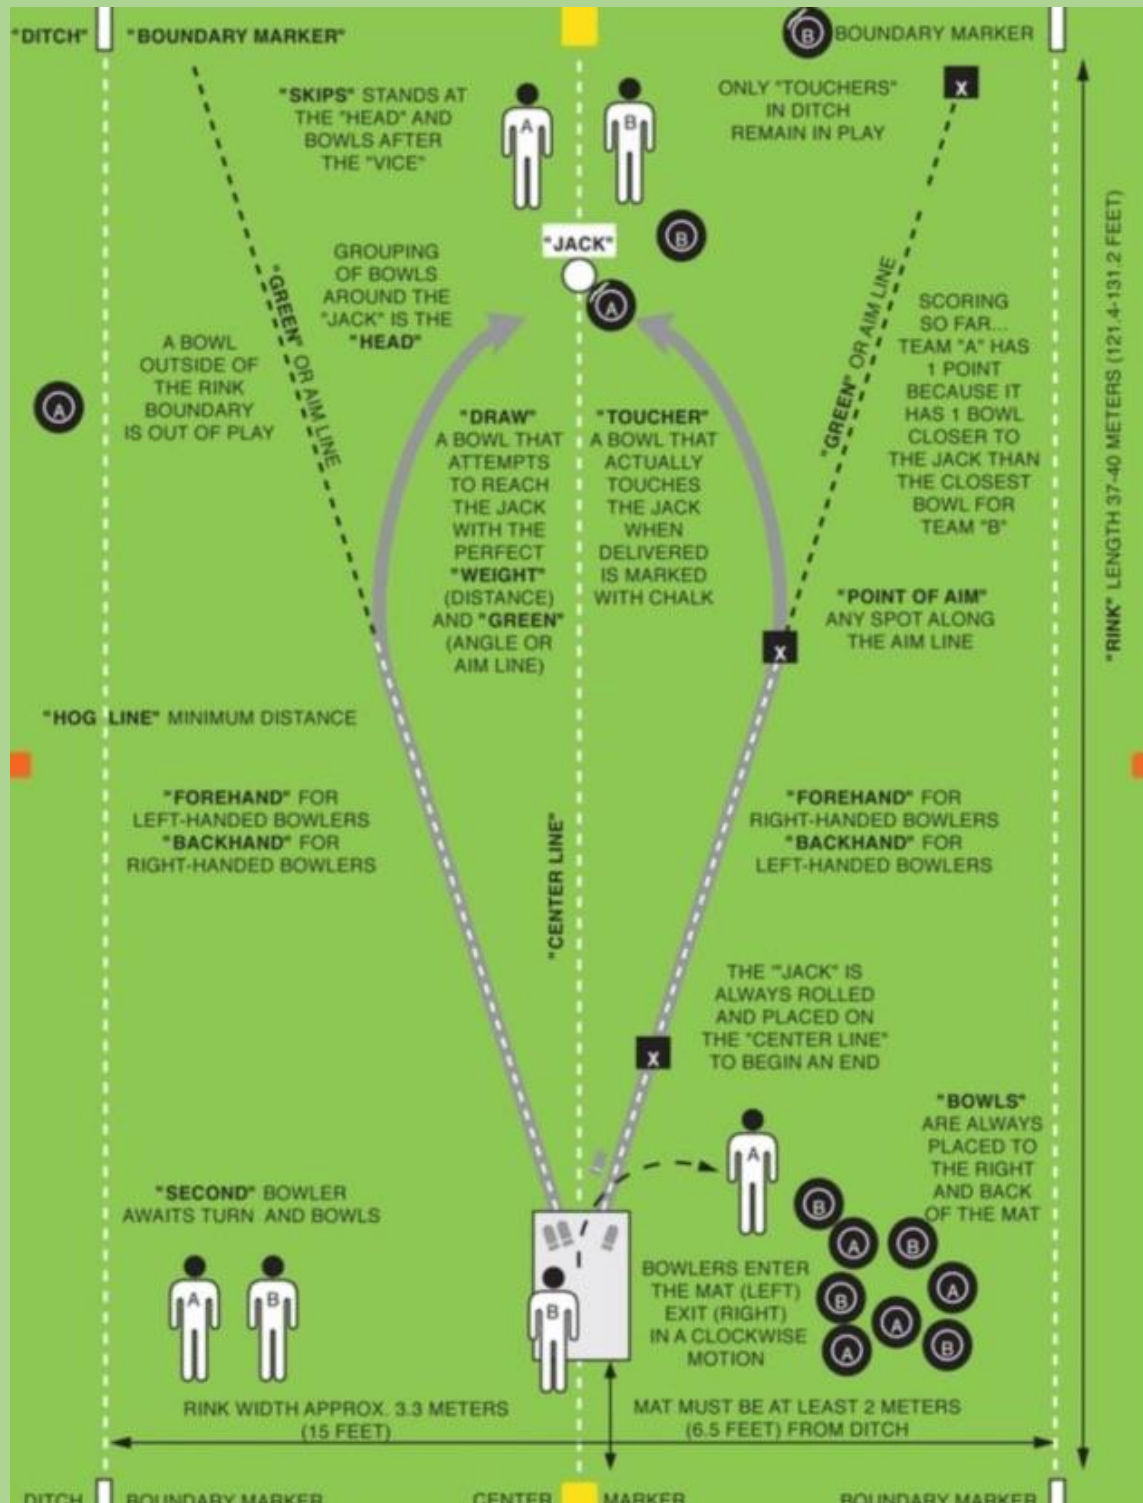 "DITCH"
"BOUNDARY MARKER"
B
BOUNDARY MARKER
"SKIPS" STANDS AT
THE "HEAD" AND
BOWLS AFTER
THE "VICE"
A
B
ONLY "TOUCHERS"
IN DITCH
REMAIN IN PLAY
X
"JACK"
B
A
GROUPING
OF BOWLS
AROUND THE
"JACK" IS THE
"HEAD"
"GREEN" OR AIM LINE
A BOWL
OUTSIDE OF
THE RINK
BOUNDARY
IS OUT OF PLAY
A
"GREEN" OR AIM LINE
SCORING
SO FAR...
TEAM "A" HAS
1 POINT
BECAUSE IT
HAS 1 BOWL
CLOSER TO
THE JACK THAN
THE CLOSEST
BOWL FOR
TEAM "B"
"RINK" LENGTH 37-40 METERS (121.4-131.2 FEET)
"DRAW"
A BOWL THAT
ATTEMPTS
TO REACH
THE JACK
WITH THE
PERFECT
"WEIGHT"
(DISTANCE)
AND "GREEN"
(ANGLE OR
AIM LINE)
"TOUCHER"
A BOWL THAT
ACTUALLY
TOUCHES
THE JACK
WHEN
DELIVERED
IS MARKED
WITH CHALK
"POINT OF AIM"
ANY SPOT ALONG
THE AIM LINE
X
"HOG LINE" MINIMUM DISTANCE
"FOREHAND" FOR
LEFT-HANDED BOWLERS
"BACKHAND" FOR
RIGHT-HANDED BOWLERS
"CENTER LINE"
"FOREHAND" FOR
RIGHT-HANDED BOWLERS
"BACKHAND" FOR
LEFT-HANDED BOWLERS
THE '"JACK" IS
ALWAYS ROLLED
AND PLACED ON
THE "CENTER LINE"
TO BEGIN AN END
X
"BOWLS"
ARE ALWAYS
PLACED TO
THE RIGHT
AND BACK
OF THE MAT
A
B
A
B
A
B
A
A
B
"SECOND" BOWLER
AWAITS TURN AND BOWLS
A
B
B
BOWLERS ENTER
THE MAT (LEFT)
EXIT (RIGHT)
IN A CLOCKWISE
MOTION
RINK WIDTH APPROX. 3.3 METERS
(15 FEET)
MAT MUST BE AT LEAST 2 METERS
(6.5 FEET) FROM DITCH
DITCH
BOUNDARY MARKER
CENTER
MARKER
BOUNDARY MARKER